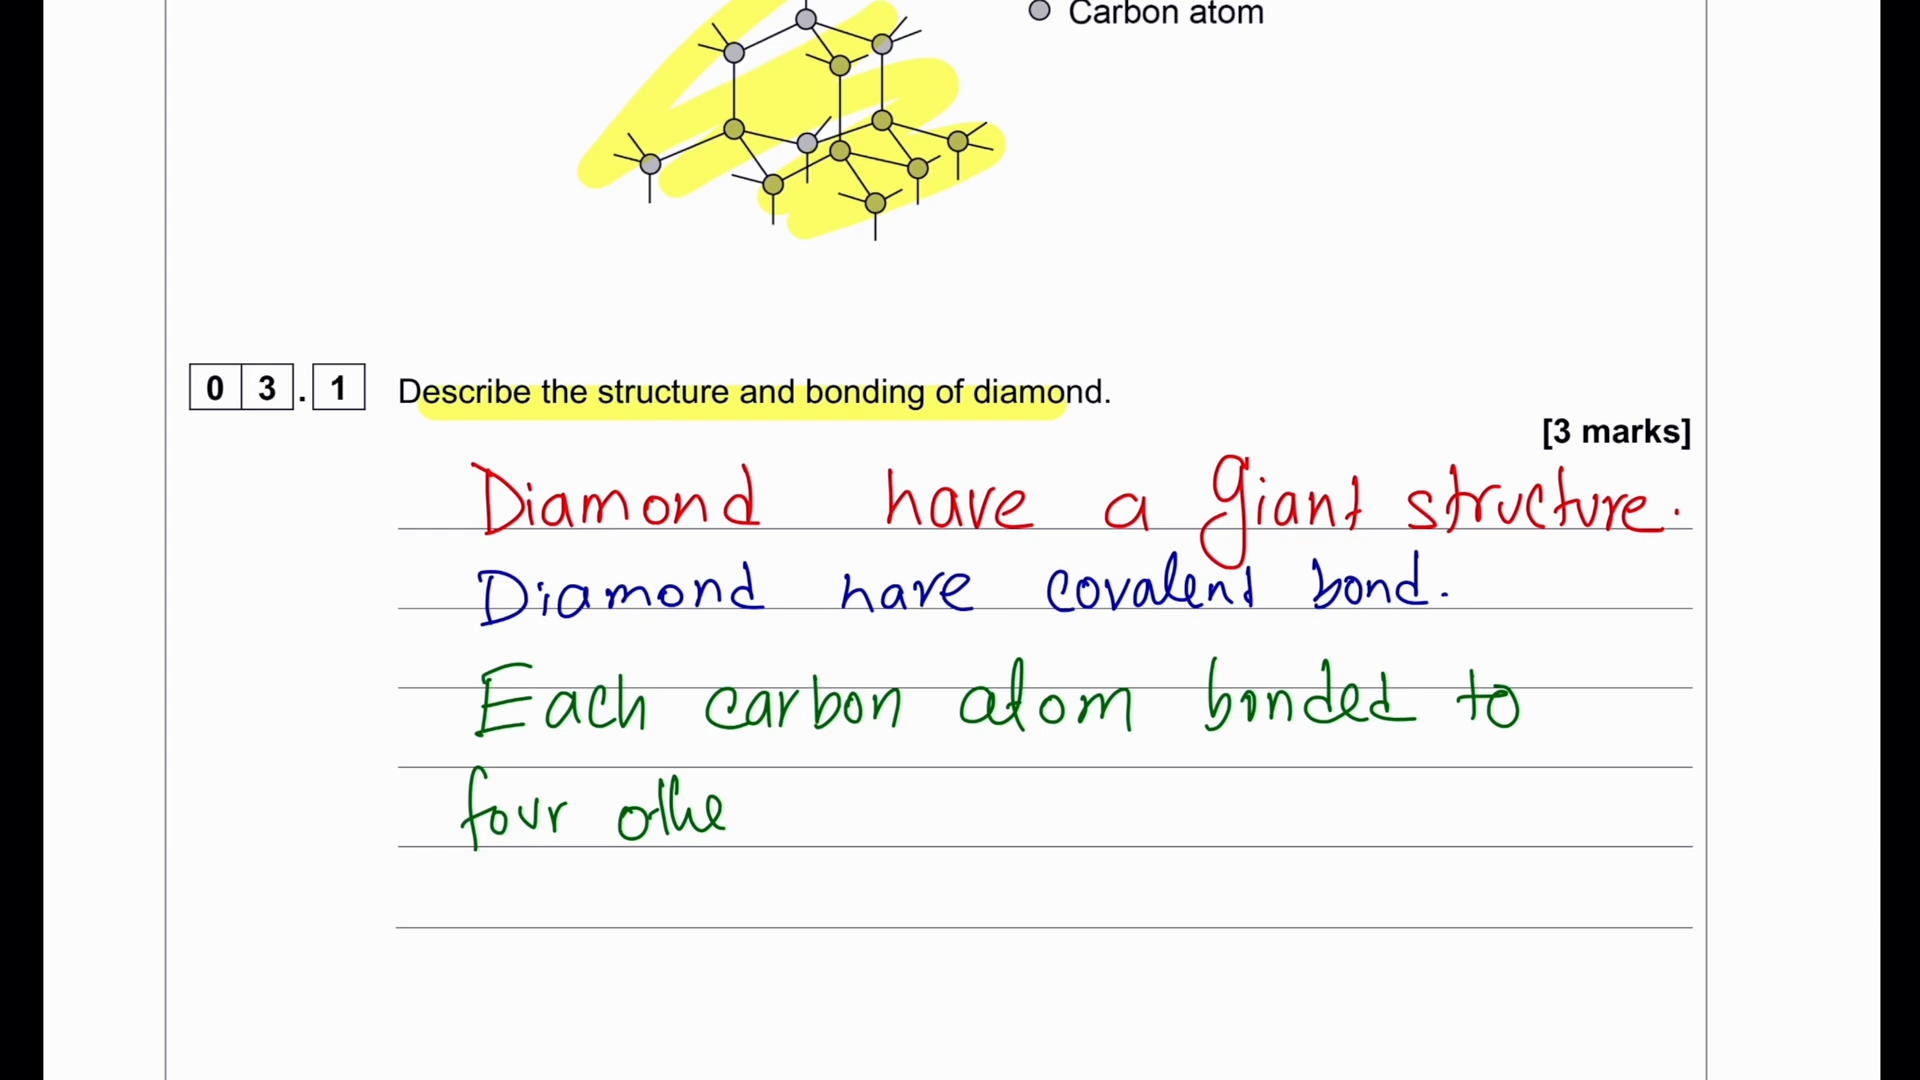 Carbon atom
0 3 . 1 Describe the structure and bonding of diamond.
[3 marks]
Diamond have a giant structure.
Diamond have covalent bond.
Each carbon atom bonded to
four othe